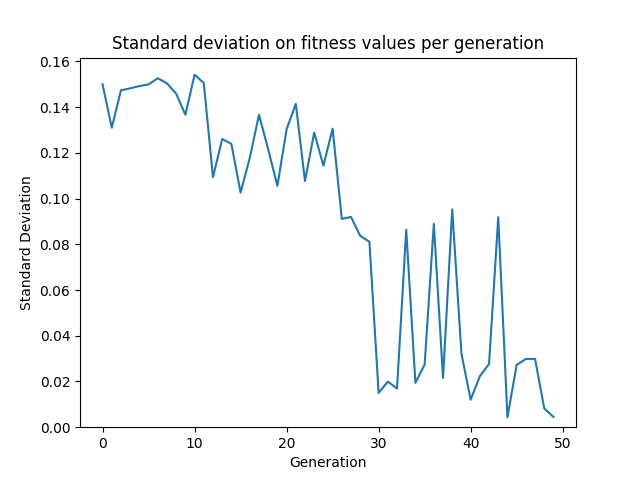 Standard deviation on fitness values per generation
0.16
0.14
0.12
0.10
0.08
0.06
0.04
0.02
0.00
Standard Deviation
0 10 20 30 40 50
Generation